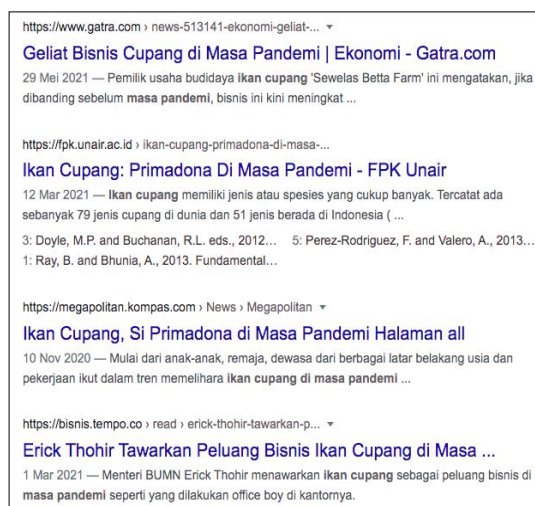 https://www.gatra.com › news-513141-ekonomi-geliat-... ▼
Geliat Bisnis Cupang di Masa Pandemi | Ekonomi - Gatra.com
29 Mei 2021 — Pemilik usaha budidaya ikan cupang 'Sewelas Betta Farm' ini mengatakan, jika
dibanding sebelum masa pandemi, bisnis ini kini meningkat ...
https://fpk.unair.ac.id › ikan-cupang-primadona-di-masa-...
Ikan Cupang: Primadona Di Masa Pandemi - FPK Unair
12 Mar 2021 — Ikan cupang memiliki jenis atau spesies yang cukup banyak. Tercatat ada
sebanyak 79 jenis cupang di dunia dan 51 jenis berada di Indonesia ( ...
3: Doyle, M.P. and Buchanan, R.L. eds., 2012... 5: Perez-Rodriguez, F. and Valero, A., 2013...
1: Ray, B. and Bhunia, A., 2013. Fundamental...
https://megapolitan.kompas.com › News › Megapolitan ▼
Ikan Cupang, Si Primadona di Masa Pandemi Halaman all
10 Nov 2020 — Mulai dari anak-anak, remaja, dewasa dari berbagai latar belakang usia dan
pekerjaan ikut dalam tren memelihara ikan cupang di masa pandemi ...
https://bisnis.tempo.co › read › erick-thohir-tawarkan-p... ▼
Erick Thohir Tawarkan Peluang Bisnis Ikan Cupang di Masa ...
1 Mar 2021 — Menteri BUMN Erick Thohir menawarkan ikan cupang sebagai peluang bisnis di
masa pandemi seperti yang dilakukan office boy di kantornya.